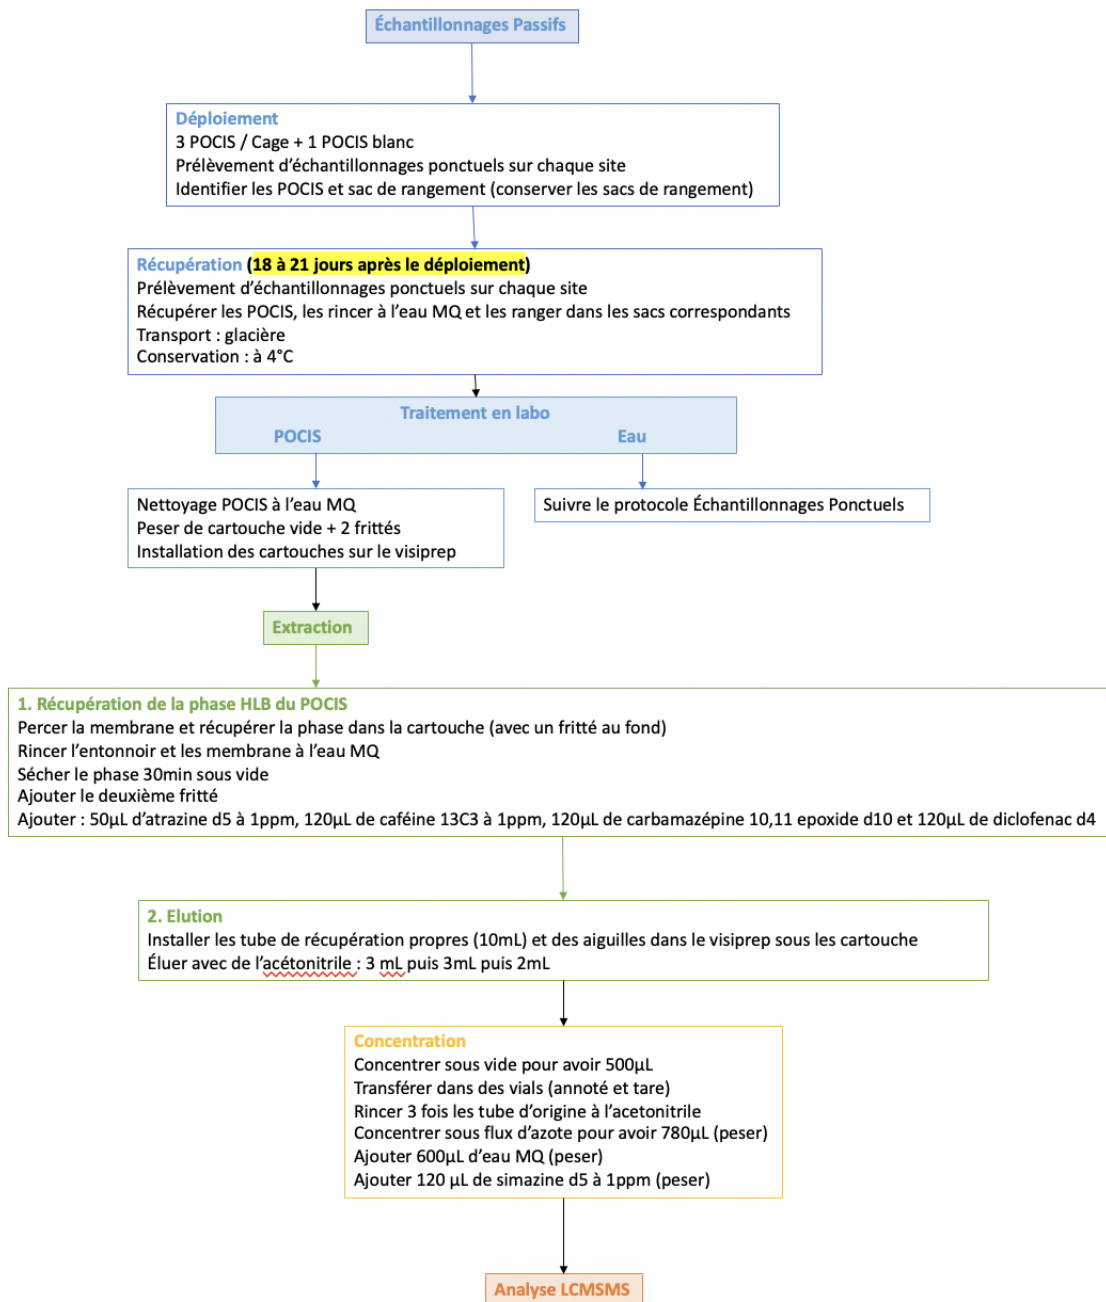 Échantillonnages Passifs
Déploiement
3 POCIS / Cage + 1 POCIS blanc
Prélèvement d'échantillonnages ponctuels sur chaque site
Identifier les POCIS et sac de rangement (conserver les sacs de rangement)
Récupération (18 à 21 jours après le déploiement)
Prélèvement d'échantillonnages ponctuels sur chaque site
Récupérer les POCIS, les rincer à l'eau MQ et les ranger dans les sacs correspondants
Transport : glacière
Conservation : à 4°C
Traitement en labo
POCIS Eau
Nettoyage POCIS à l'eau MQ
Peser de cartouche vide + 2 frittés
Installation des cartouches sur le visiprep
Suivre le protocole Échantillonnages Ponctuels
Extraction
1. Récupération de la phase HLB du POCIS
Percer la membrane et récupérer la phase dans la cartouche (avec un fritté au fond)
Rincer l'entonnoir et les membrane à l'eau MQ
Sécher le phase 30min sous vide
Ajouter le deuxième fritté
Ajouter : 50µL d'atrazine d5 à 1ppm, 120µL de caféine 13C3 à 1ppm, 120µL de carbamazépine 10,11 epoxide d10 et 120µL de diclofenac d4
2. Elution
Installer les tube de récupération propres (10mL) et des aiguilles dans le visiprep sous les cartouche
Éluer avec de l'acétonitrile : 3 mL puis 3mL puis 2mL
Concentration
Concentrer sous vide pour avoir 500µL
Transférer dans des vials (annoté et tare)
Rincer 3 fois les tube d'origine à l'acetonitrile
Concentrer sous flux d'azote pour avoir 780µL (peser)
Ajouter 600µL d'eau MQ (peser)
Ajouter 120 µL de simazine d5 à 1ppm (peser)
Analyse LCMSMS